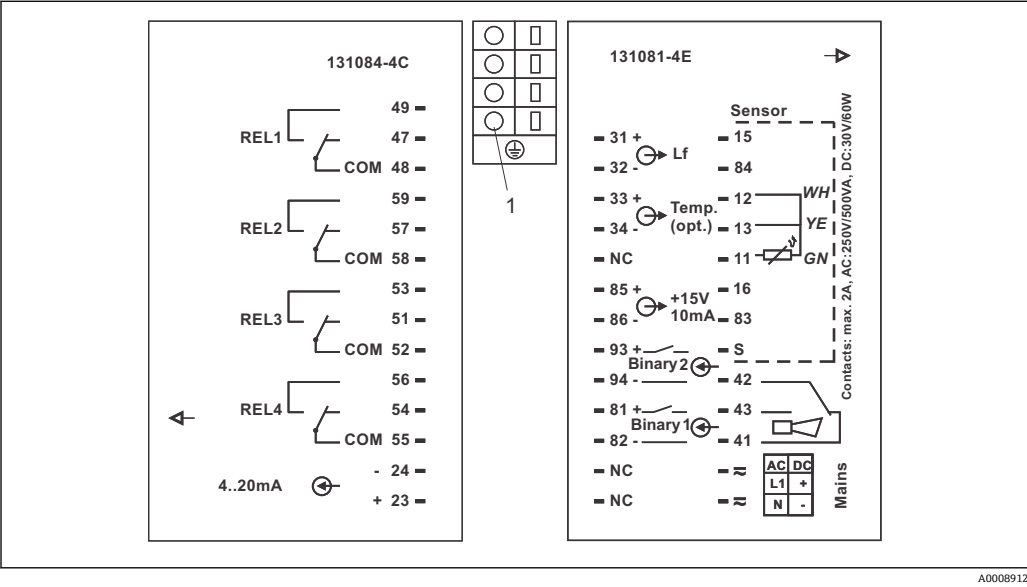 131084-4C
49
REL1
47
COM 48
59
REL2
57
COM 58
53
REL3
51
COM 52
56
REL4
54
COM 55
- 24
4..20mA
+ 23
1
131081-4E
Sensor
31 +
Lf
15
32 -
84
33 +
Temp.
(opt.)
12
WH
34 -
13
YE
NC
11
GN
85 +
+15V
10mA
16
86 -
83
93 +
S
Binary 2
94 -
42
81 +
43
Binary 1
82 -
41
NC
AC DC
L1 +
NC
N -
Mains
Contacts: max. 2A, AC:250V/500VA, DC:30V/60W
A0008912